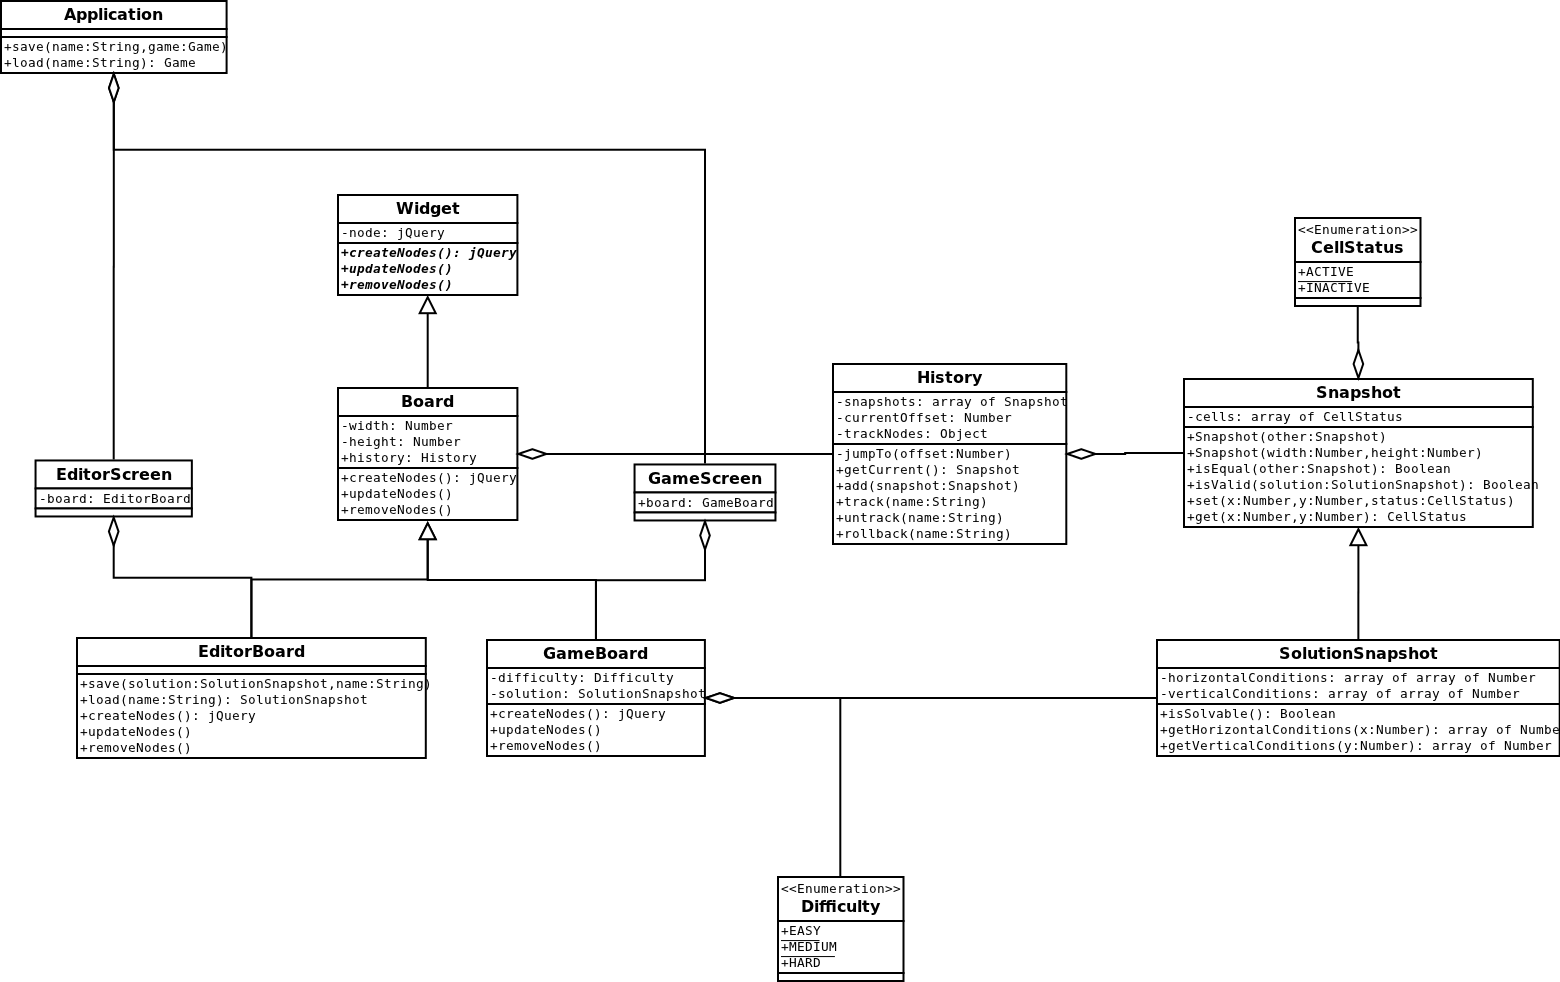 Application
+save(name:String,game:Game)
+load(name:String): Game
Widget
-node: jQuery
+createNodes(): jQuery
+updateNodes()
+removeNodes()
<<Enumeration>>
CellStatus
+ACTIVE
+INACTIVE
Board
-width: Number
-height: Number
+history: History
+createNodes(): jQuery
+updateNodes()
+removeNodes()
History
-snapshots: array of Snapshot
-currentOffset: Number
-trackNodes: Object
-jumpTo(offset:Number)
+getCurrent(): Snapshot
+add(snapshot:Snapshot)
+track(name:String)
+untrack(name:String)
+rollback(name:String)
Snapshot
-cells: array of CellStatus
+Snapshot(other:Snapshot)
+Snapshot(width:Number,height:Number)
+isEqual(other:Snapshot): Boolean
+isValid(solution:SolutionSnapshot): Boolean
+set(x:Number,y:Number,status:CellStatus)
+get(x:Number,y:Number): CellStatus
EditorScreen
-board: EditorBoard
GameScreen
+board: GameBoard
EditorBoard
+save(solution:SolutionSnapshot,name:String)
+load(name:String): SolutionSnapshot
+createNodes(): jQuery
+updateNodes()
+removeNodes()
GameBoard
-difficulty: Difficulty
-solution: SolutionSnapshot
+createNodes(): jQuery
+updateNodes()
+removeNodes()
SolutionSnapshot
-horizontalConditions: array of array of Number
-verticalConditions: array of array of Number
+isSolvable(): Boolean
+getHorizontalConditions(x:Number): array of Numbe
+getVerticalConditions(y:Number): array of Number
<<Enumeration>>
Difficulty
+EASY
+MEDIUM
+HARD